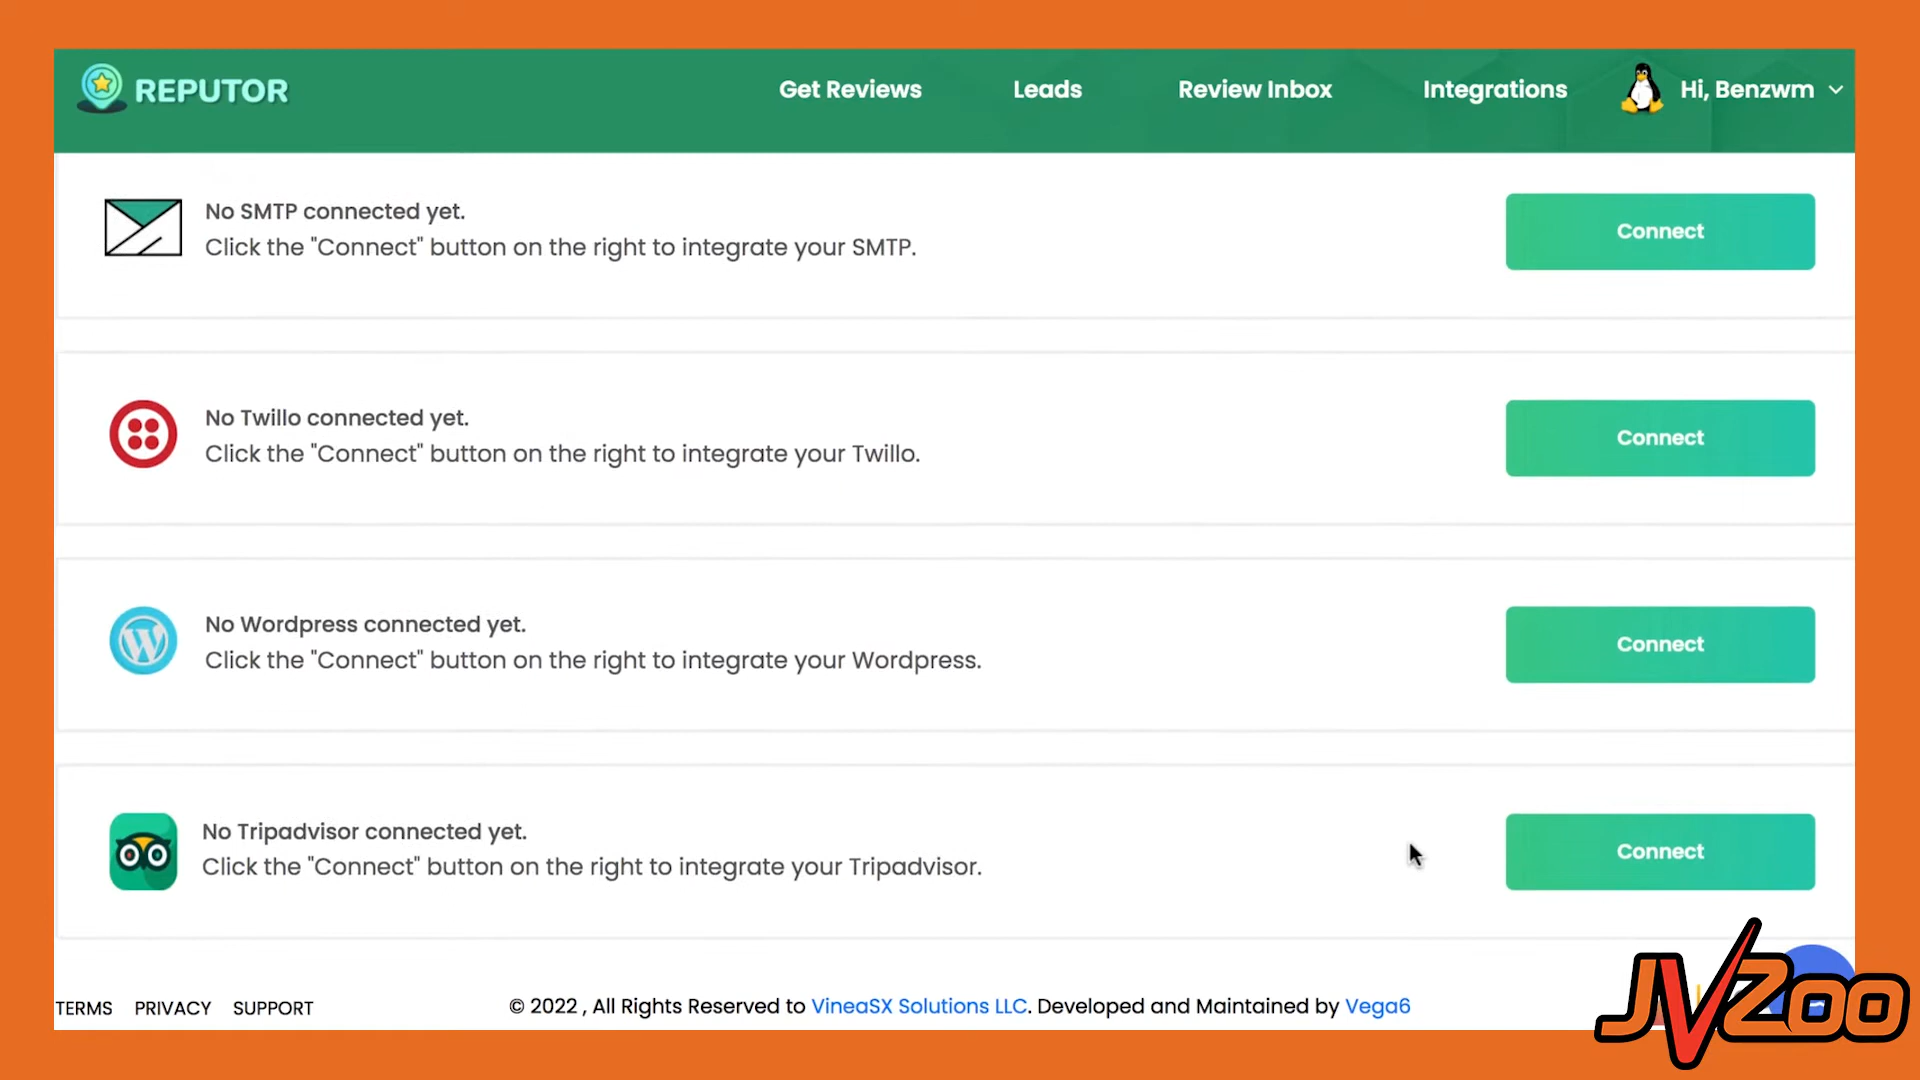 REPUTOR
Get Reviews
Leads
Review Inbox
Integrations
Hi, Benzwm
No SMTP connected yet.
Click the "Connect" button on the right to integrate your SMTP.
Connect
No Twillo connected yet.
Click the "Connect" button on the right to integrate your Twillo.
Connect
No Wordpress connected yet.
Click the "Connect" button on the right to integrate your Wordpress.
Connect
No Tripadvisor connected yet.
Click the "Connect" button on the right to integrate your Tripadvisor.
Connect
TERMS PRIVACY SUPPORT
© 2022 , All Rights Reserved to VineaSX Solutions LLC. Developed and Maintained by Vega6
JVZoo